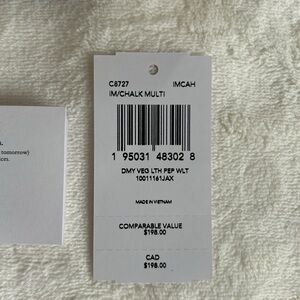 C8727 IMCAH
IM/CHALK MULTI
1 95031 48302 8
DMY VEG LTH PEP WLT
10011161JAX
MADE IN VIETNAM
COMPARABLE VALUE
$198.00
CAD
$198.00
tomorrow)